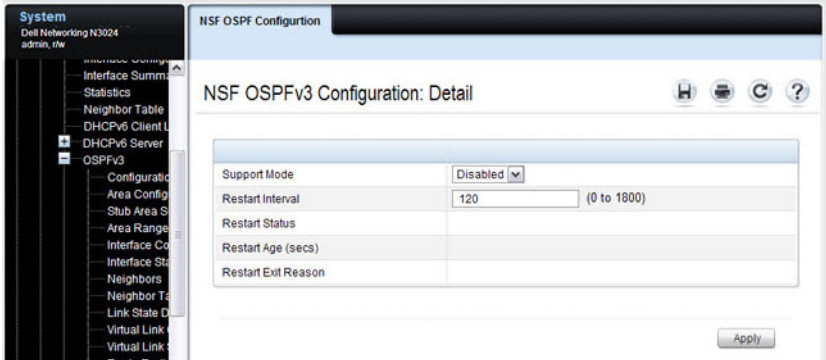 System
Dell Networking N3024
admin, r/w
Interface Summa
Statistics
Neighbor Table
DHCPv6 Client L
DHCPv6 Server
OSPFv3
Configuratio
Area Config
Stub Area S
Area Range
Interface Co
Interface Sta
Neighbors
Neighbor Ta
Link State D
Virtual Link
Virtual Link
NSF OSPF Configurtion
NSF OSPFv3 Configuration: Detail
Support Mode Disabled
Restart Interval 120 (0 to 1800)
Restart Status
Restart Age (secs)
Restart Exit Reason
Apply